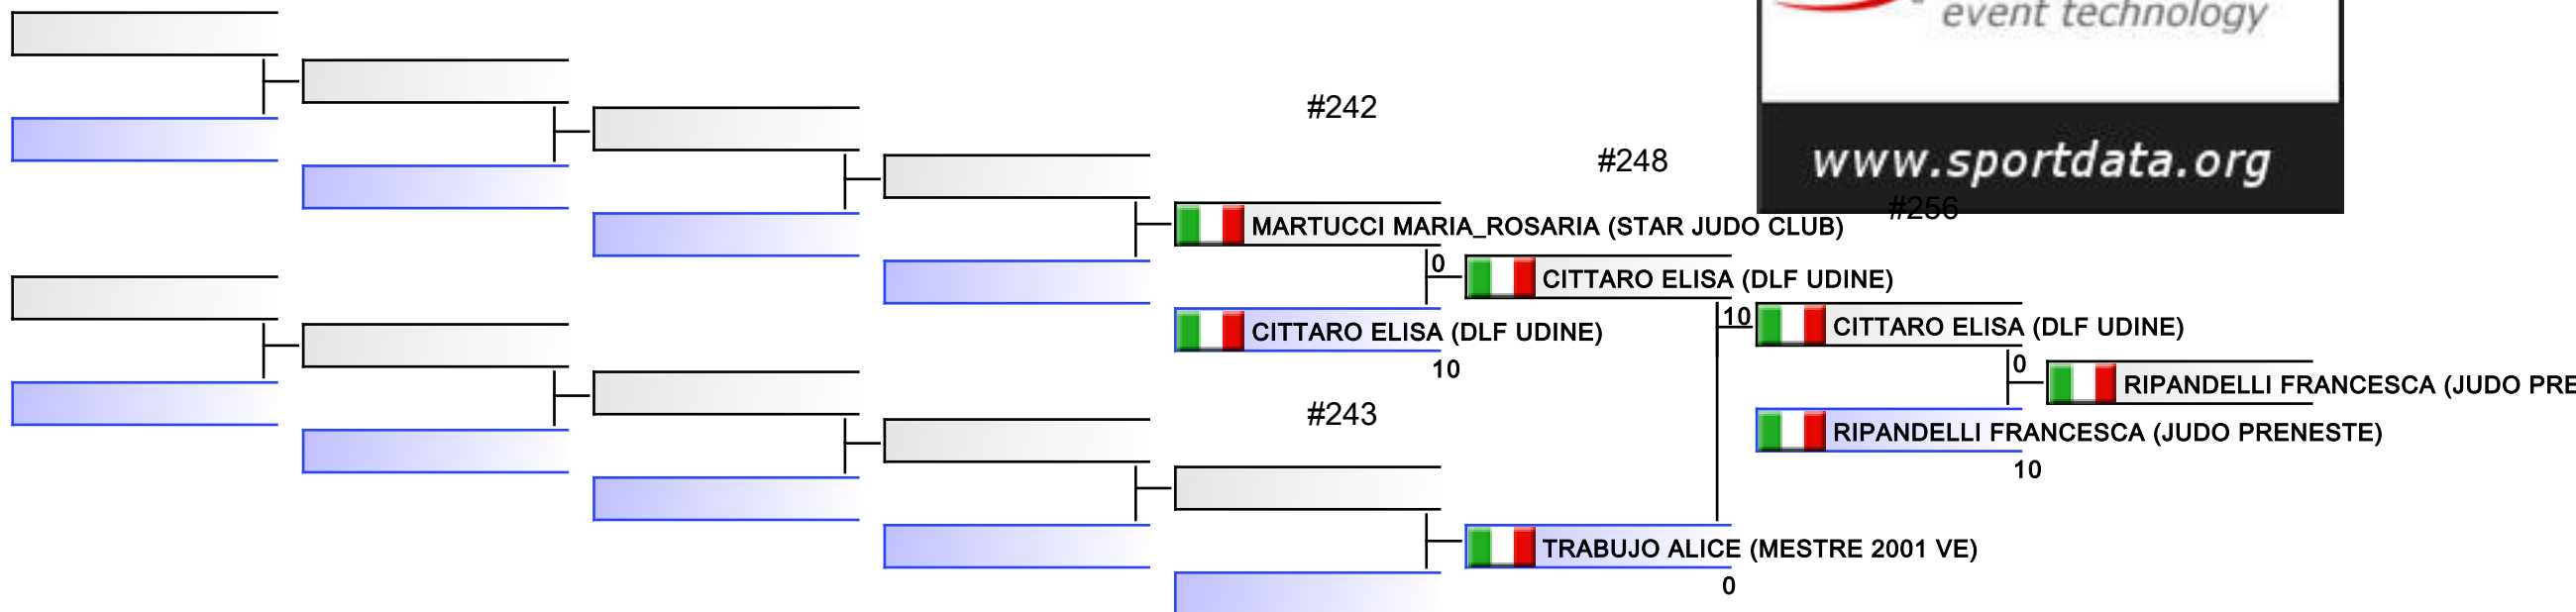 event technology
#242
#248
www.sportdata.org
#256
MARTUCCI MARIA_ROSARIA (STAR JUDO CLUB)
0
CITTARO ELISA (DLF UDINE)
10
CITTARO ELISA (DLF UDINE)
CITTARO ELISA (DLF UDINE)
10
0
RIPANDELLI FRANCESCA (JUDO PRE
#243
RIPANDELLI FRANCESCA (JUDO PRENESTE)
10
TRABUJO ALICE (MESTRE 2001 VE)
0